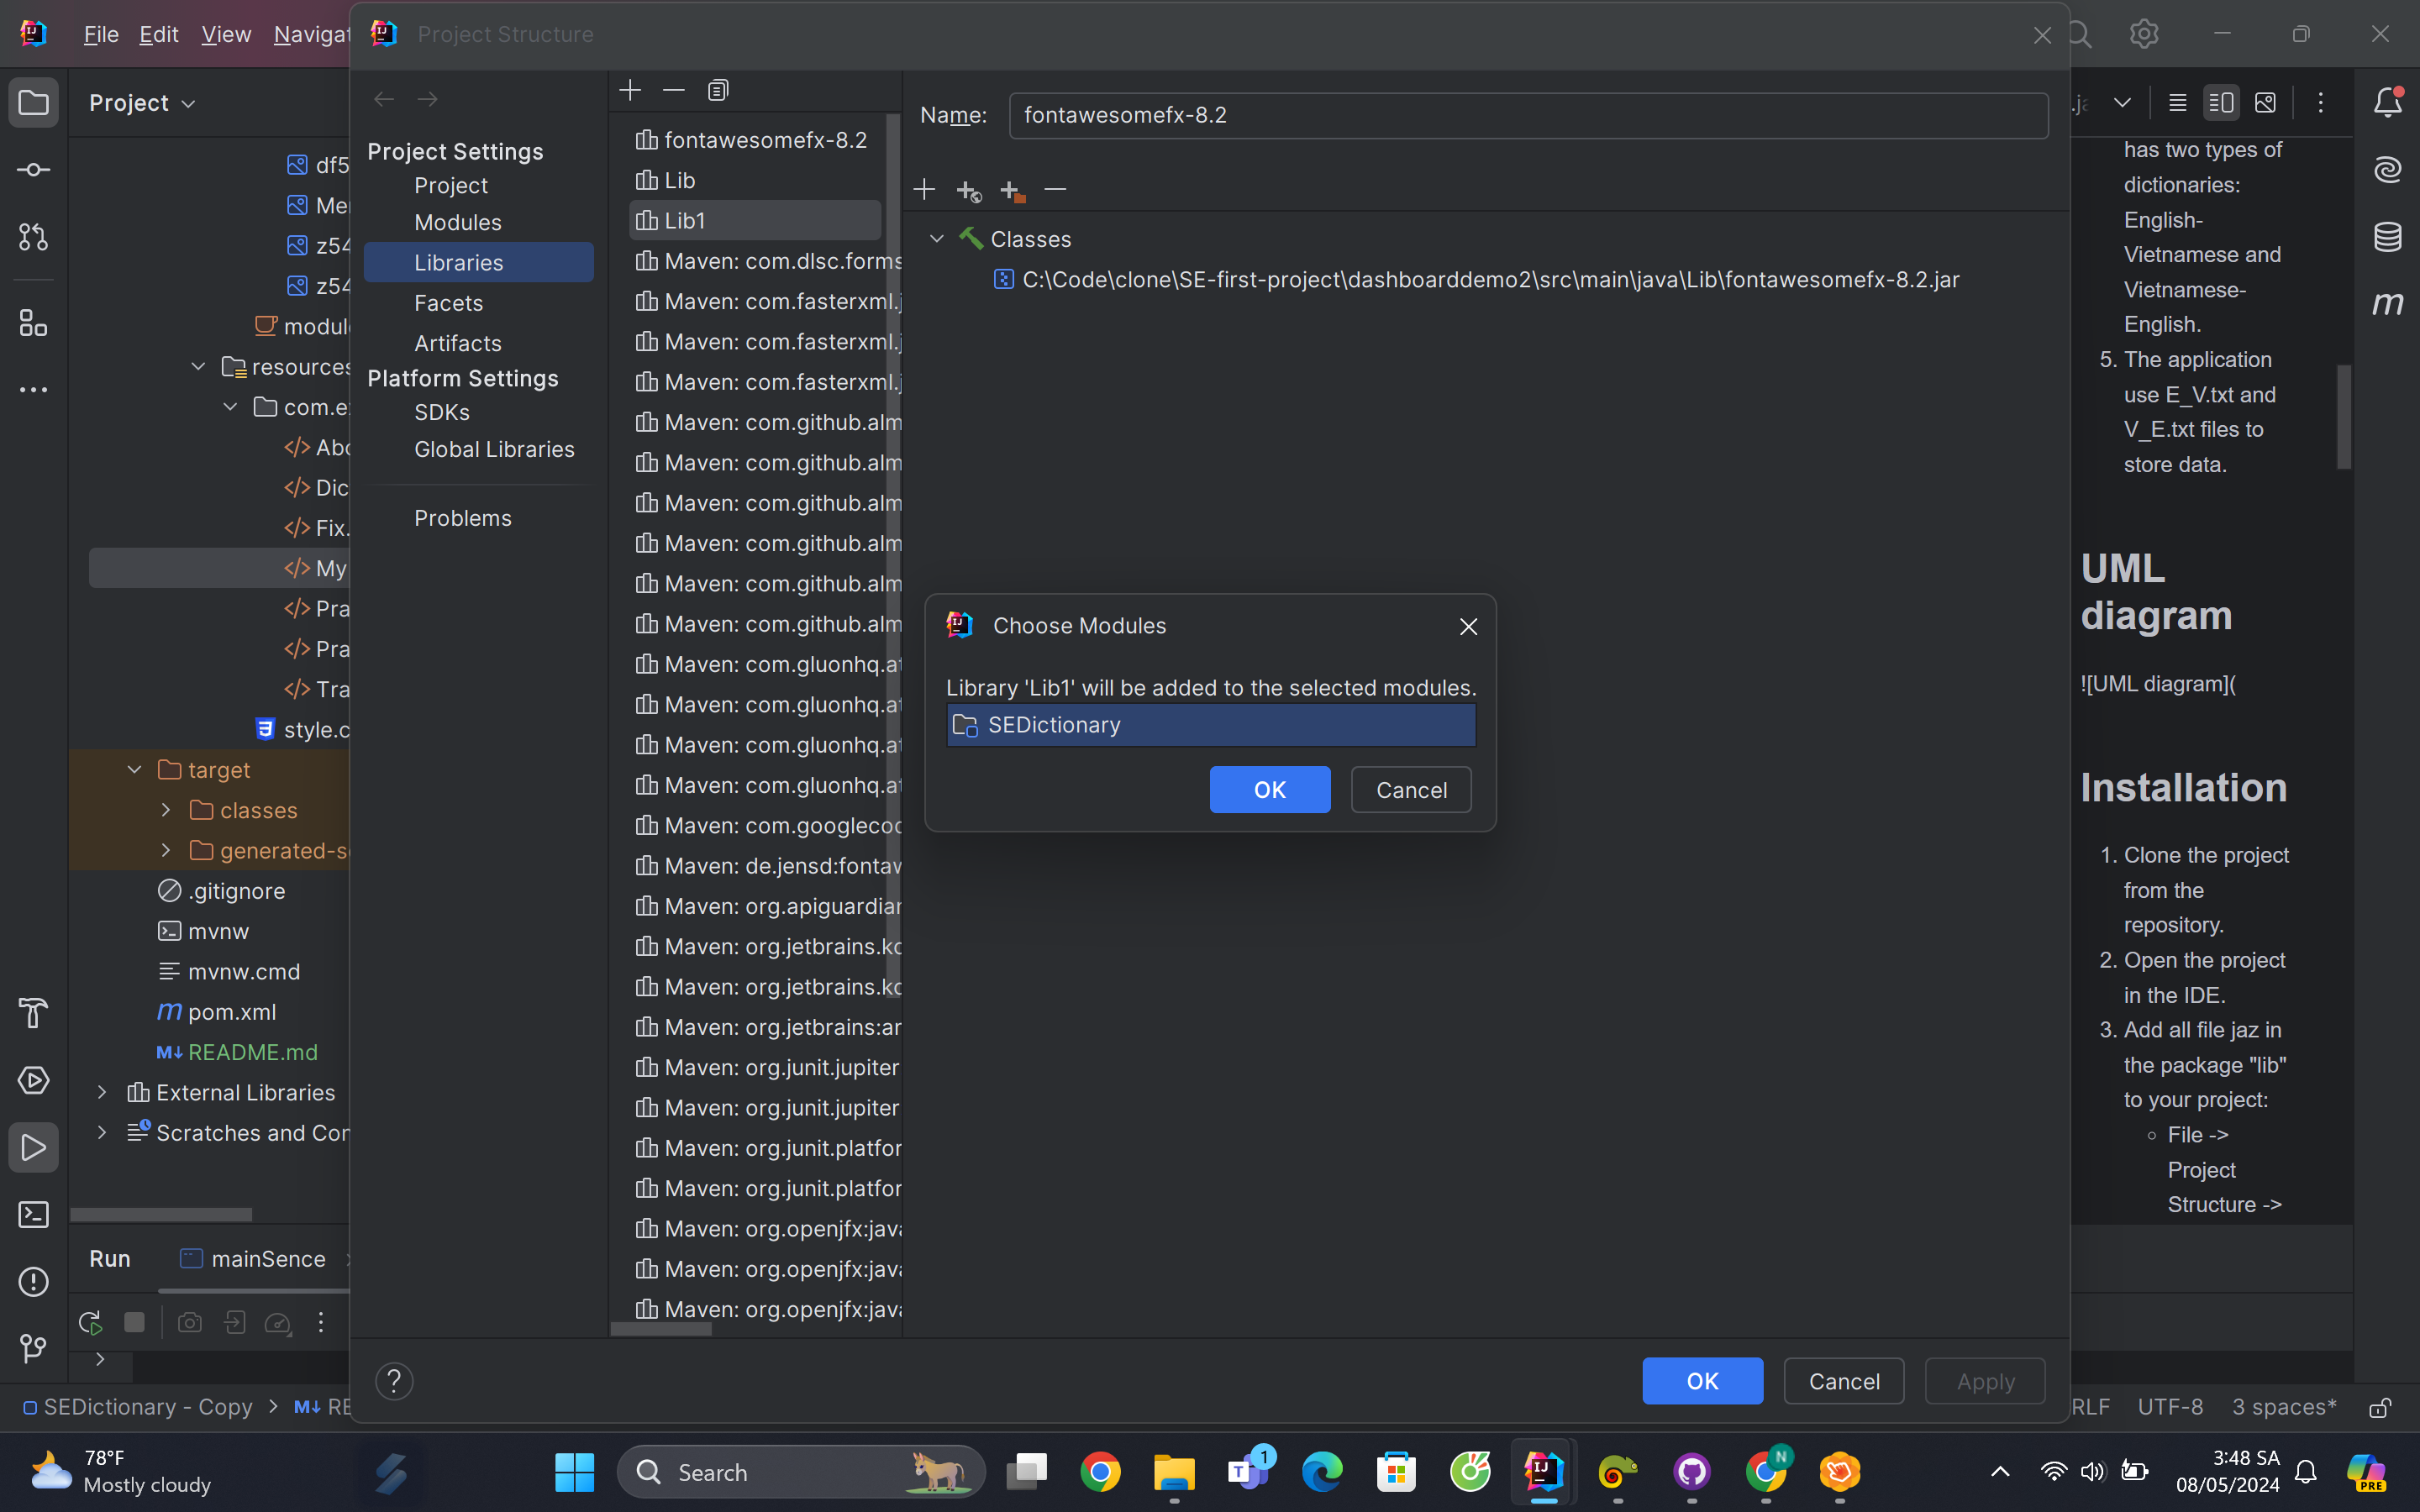 File Edit View Navigat
Project Structure
Project
df5
Me
z54
z54
modul
resources
com.e
Abo
Dic
Fix.
My
Pra
Pra
Tra
style.c
target
classes
generated-s
.gitignore
mvnw
mvnw.cmd
pom.xml
README.md
External Libraries
Scratches and Con
Run mainSence
SEDictionary - Copy > RE
Project Settings
Project
Modules
Libraries
Facets
Artifacts
Platform Settings
SDKs
Global Libraries
Problems
fontawesomefx-8.2
Lib
Lib1
Maven: com.dlsc.forms
Maven: com.fasterxml.j
Maven: com.fasterxml.j
Maven: com.fasterxml.j
Maven: com.github.alm
Maven: com.github.alm
Maven: com.github.alm
Maven: com.github.alm
Maven: com.github.alm
Maven: com.github.alm
Maven: com.gluonhq.at
Maven: com.gluonhq.at
Maven: com.gluonhq.at
Maven: com.gluonhq.at
Maven: com.googlecod
Maven: de.jensd:fontaw
Maven: org.apiguardian
Maven: org.jetbrains.ko
Maven: org.jetbrains.ko
Maven: org.jetbrains:an
Maven: org.junit.jupiter
Maven: org.junit.jupiter
Maven: org.junit.platfor
Maven: org.junit.platfor
Maven: org.openjfx:java
Maven: org.openjfx:java
Maven: org.openjfx:java
Name: fontawesomefx-8.2
Classes
C:\Code\clone\SE-first-project\dashboarddemo2\src\main\java\Lib\fontawesomefx-8.2.jar
Choose Modules
Library 'Lib1' will be added to the selected modules.
SEDictionary
OK Cancel
OK Cancel Apply
has two types of
dictionaries:
English-
Vietnamese and
Vietnamese-
English.
5. The application
use E_V.txt and
V_E.txt files to
store data.
UML
diagram
![UML diagram](
Installation
1. Clone the project
from the
repository.
2. Open the project
in the IDE.
3. Add all file jaz in
the package "lib"
to your project:
File ->
Project
Structure ->
RLF UTF-8 3 spaces*
78°F
Mostly cloudy
Search
1
N
3:48 SA
08/05/2024
PRE